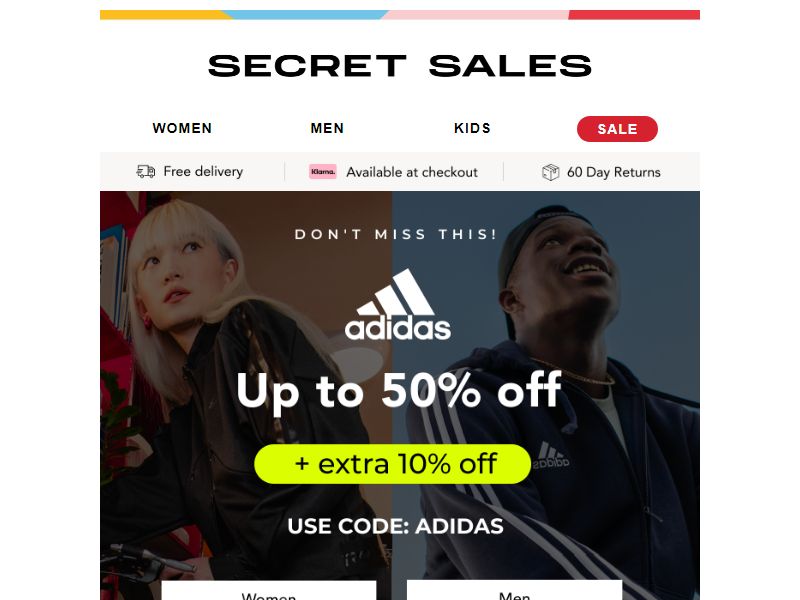 SECRET SALES
WOMEN MEN KIDS SALE
Free delivery Klarna. Available at checkout 60 Day Returns
DON'T MISS THIS!
adidas
Up to 50% off
+ extra 10% off
adidas
USE CODE: ADIDAS
Women Men